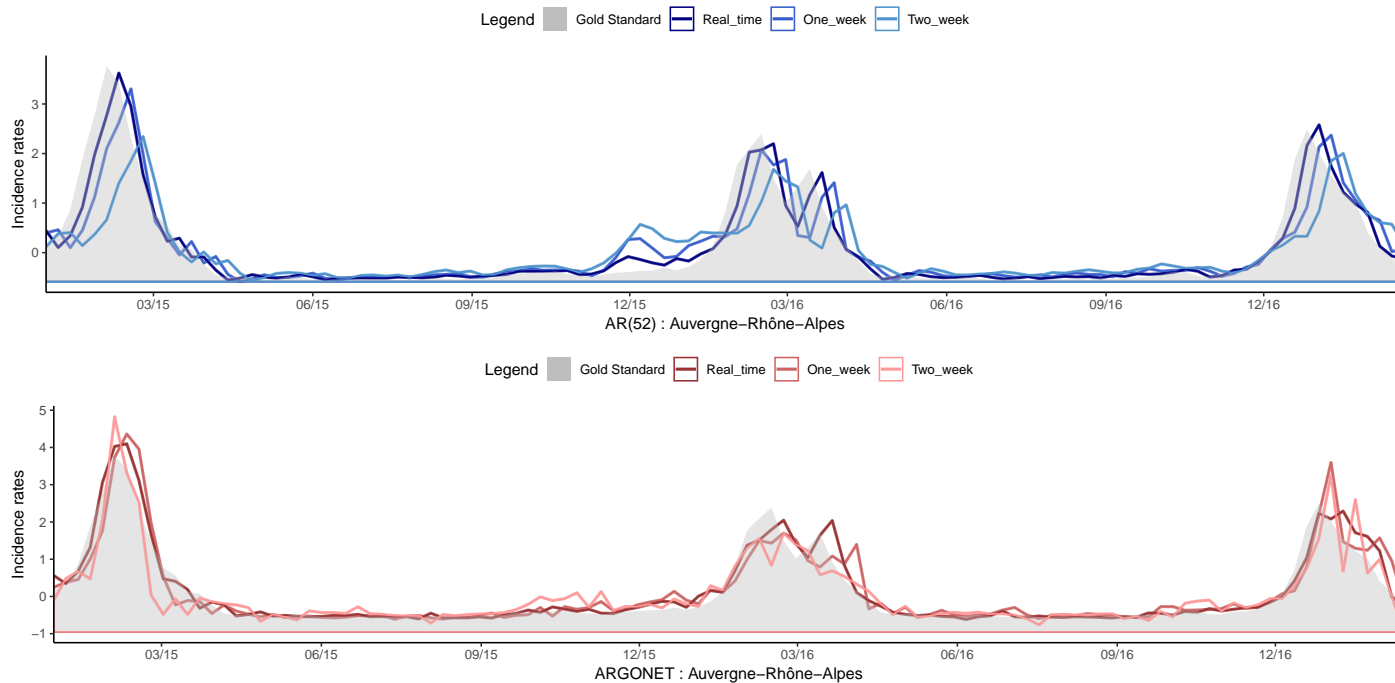 Legend Gold Standard Real_time One_week Two_week
Incidence rates
3
2
1
0
03/15 06/15 09/15 12/15 03/16 06/16 09/16 12/16
AR(52) : Auvergne−Rhône−Alpes
Legend Gold Standard Real_time One_week Two_week
Incidence rates
5
4
3
2
1
0
−1
03/15 06/15 09/15 12/15 03/16 06/16 09/16 12/16
ARGONET : Auvergne−Rhône−Alpes